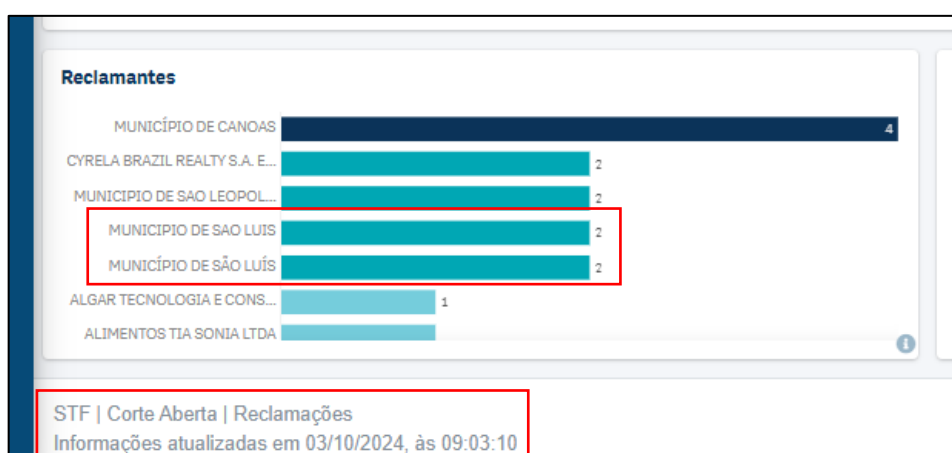 Reclamantes
MUNICÍPIO DE CANOAS 4
CYRELA BRAZIL REALTY S.A. E... 2
MUNICIPIO DE SAO LEOPOL... 2
MUNICIPIO DE SAO LUIS 2
MUNICÍPIO DE SÃO LUÍS 2
ALGAR TECNOLOGIA E CONS... 1
ALIMENTOS TIA SONIA LTDA
STF | Corte Aberta | Reclamações
Informações atualizadas em 03/10/2024, às 09:03:10